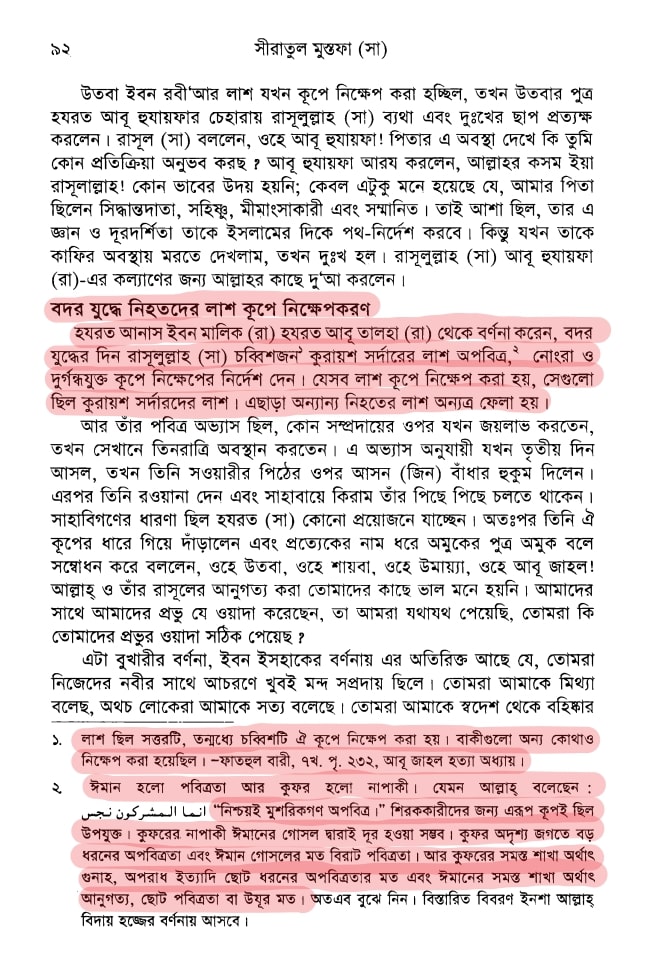 ৯২
সীরাতুল মুস্তফা (সা)
উতবা ইবন রবী‘আর লাশ যখন কূপে নিক্ষেপ করা হচ্ছিল, তখন উতবার পুত্র
হযরত আবূ হুযায়ফার চেহারায় রাসূলুল্লাহ (সা) ব্যথা এবং দুঃখের ছাপ প্রত্যক্ষ
করলেন। রাসূল (সা) বললেন, ওহে আবূ হুযায়ফা! পিতার এ অবস্থা দেখে কি তুমি
কোন প্রতিক্রিয়া অনুভব করছ ? আবূ হুযায়ফা আরয করলেন, আল্লাহর কসম ইয়া
রাসূলাল্লাহ! কোন ভাবের উদয় হয়নি; কেবল এটুকু মনে হয়েছে যে, আমার পিতা
ছিলেন সিদ্ধান্তদাতা, সহিষ্ণু, মীমাংসাকারী এবং সম্মানিত। তাই আশা ছিল, তার এ
জ্ঞান ও দূরদর্শিতা তাকে ইসলামের দিকে পথ-নির্দেশ করবে। কিন্তু যখন তাকে
কাফির অবস্থায় মরতে দেখলাম, তখন দুঃখ হল। রাসূলুল্লাহ (সা) আবূ হুযায়ফা
(রা)-এর কল্যাণের জন্য আল্লাহর কাছে দু‘আ করলেন।
বদর যুদ্ধে নিহতদের লাশ কূপে নিক্ষেপকরণ
হযরত আনাস ইবন মালিক (রা) হযরত আবূ তালহা (রা) থেকে বর্ণনা করেন, বদর
যুদ্ধের দিন রাসূলুল্লাহ (সা) চব্বিশজন¹ কুরায়শ সর্দারের লাশ অপবিত্র,² নোংরা ও
দুর্গন্ধযুক্ত কূপে নিক্ষেপের নির্দেশ দেন। যেসব লাশ কূপে নিক্ষেপ করা হয়, সেগুলো
ছিল কুরায়শ সর্দারদের লাশ। এছাড়া অন্যান্য নিহতের লাশ অন্যত্র ফেলা হয়।
আর তাঁর পবিত্র অভ্যাস ছিল, কোন সম্প্রদায়ের ওপর যখন জয়লাভ করতেন,
তখন সেখানে তিনরাত্রি অবস্থান করতেন। এ অভ্যাস অনুযায়ী যখন তৃতীয় দিন
আসল, তখন তিনি সওয়ারীর পিঠের ওপর আসন (জিন) বাঁধার হুকুম দিলেন।
এরপর তিনি রওয়ানা দেন এবং সাহাবায়ে কিরাম তাঁর পিছে পিছে চলতে থাকেন।
সাহাবিগণের ধারণা ছিল হযরত (সা) কোনো প্রয়োজনে যাচ্ছেন। অতঃপর তিনি ঐ
কূপের ধারে গিয়ে দাঁড়ালেন এবং প্রত্যেকের নাম ধরে অমুকের পুত্র অমুক বলে
সম্বোধন করে বললেন, ওহে উতবা, ওহে শায়বা, ওহে উমায়্যা, ওহে আবূ জাহল!
আল্লাহ্ ও তাঁর রাসূলের আনুগত্য করা তোমাদের কাছে ভাল মনে হয়নি। আমাদের
সাথে আমাদের প্রভু যে ওয়াদা করেছেন, তা আমরা যথাযথ পেয়েছি, তোমরা কি
তোমাদের প্রভুর ওয়াদা সঠিক পেয়েছ ?
এটা বুখারীর বর্ণনা, ইবন ইসহাকের বর্ণনায় এর অতিরিক্ত আছে যে, তোমরা
নিজেদের নবীর সাথে আচরণে খুবই মন্দ সপ্রদায় ছিলে। তোমরা আমাকে মিথ্যা
বলেছ, অথচ লোকেরা আমাকে সত্য বলেছে। তোমরা আমাকে স্বদেশ থেকে বহিষ্কার
১. লাশ ছিল সত্তরটি, তন্মধ্যে চব্বিশটি ঐ কূপে নিক্ষেপ করা হয়। বাকীগুলো অন্য কোথাও
নিক্ষেপ করা হয়েছিল। –ফাতহুল বারী, ৭খ. পৃ. ২৩২, আবূ জাহল হত্যা অধ্যায়।
২. ঈমান হলো পবিত্রতা আর কুফর হলো নাপাকী। যেমন আল্লাহ্ বলেছেন :
انما المشركون نجس “নিশ্চয়ই মুশরিকগণ অপবিত্র।” শিরককারীদের জন্য এরূপ কূপই ছিল
উপযুক্ত। কুফরের নাপাকী ঈমানের গোসল দ্বারাই দূর হওয়া সম্ভব। কুফর অদৃশ্য জগতে বড়
ধরনের অপবিত্রতা এবং ঈমান গোসলের মত বিরাট পবিত্রতা। আর কুফরের সমস্ত শাখা অর্থাৎ
গুনাহ, অপরাধ ইত্যাদি ছোট ধরনের অপবিত্রতার মত এবং ঈমানের সমস্ত শাখা অর্থাৎ
আনুগত্য, ছোট পবিত্রতা বা উযূর মত। অতএব বুঝে নিন। বিস্তারিত বিবরণ ইনশা আল্লাহ্
বিদায় হজ্জের বর্ণনায় আসবে।